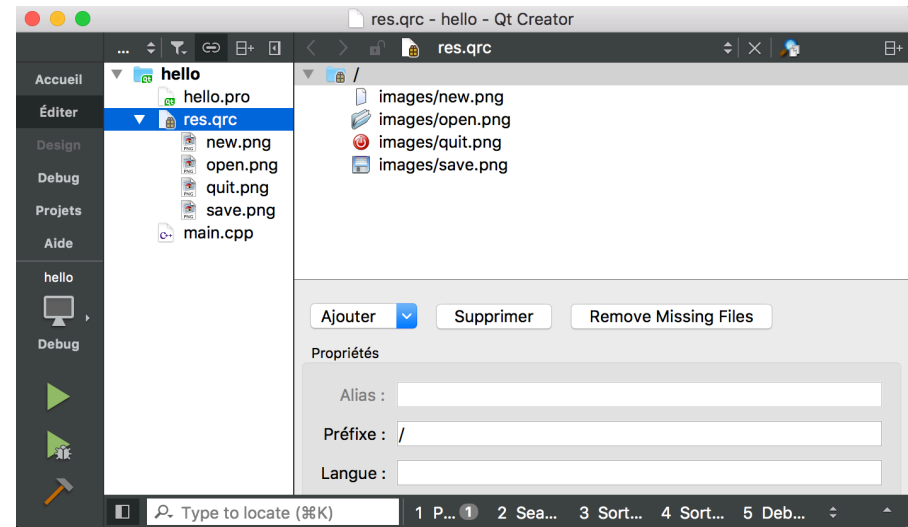 res.qrc - hello - Qt Creator
... res.qrc
Accueil
Éditer
Design
Debug
Projets
Aide
hello
Debug
hello
hello.pro
res.qrc
new.png
open.png
quit.png
save.png
main.cpp
/
images/new.png
images/open.png
images/quit.png
images/save.png
Ajouter Supprimer Remove Missing Files
Propriétés
Alias :
Préfixe : /
Langue :
Type to locate (⌘K) 1 P... 1 2 Sea... 3 Sort... 4 Sort... 5 Deb...